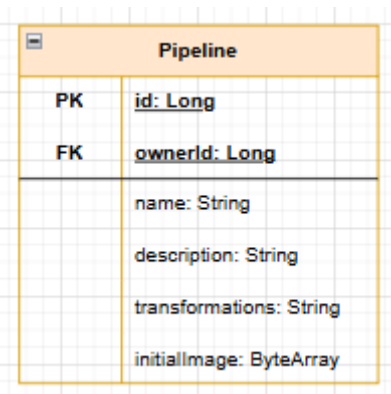 Pipeline
PK id: Long
FK ownerId: Long
name: String
description: String
transformations: String
initialImage: ByteArray